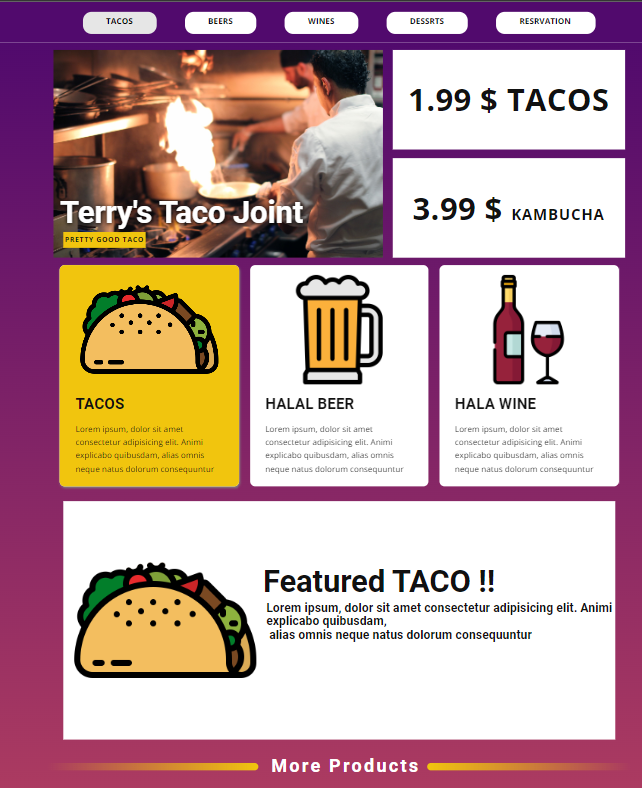 TACOS
BEERS
WINES
DESSRTS
RESRVATION
1.99 $ TACOS
Terry's Taco Joint
PRETTY GOOD TACO
3.99 $ KAMBUCHA
TACOS
Lorem ipsum, dolor sit amet
consectetur adipisicing elit. Animi
explicabo quibusdam, alias omnis
neque natus dolorum consequuntur
HALAL BEER
Lorem ipsum, dolor sit amet
consectetur adipisicing elit. Animi
explicabo quibusdam, alias omnis
neque natus dolorum consequuntur
HALA WINE
Lorem ipsum, dolor sit amet
consectetur adipisicing elit. Animi
explicabo quibusdam, alias omnis
neque natus dolorum consequuntur
Featured TACO !!
Lorem ipsum, dolor sit amet consectetur adipisicing elit. Animi
explicabo quibusdam,
alias omnis neque natus dolorum consequuntur
More Products